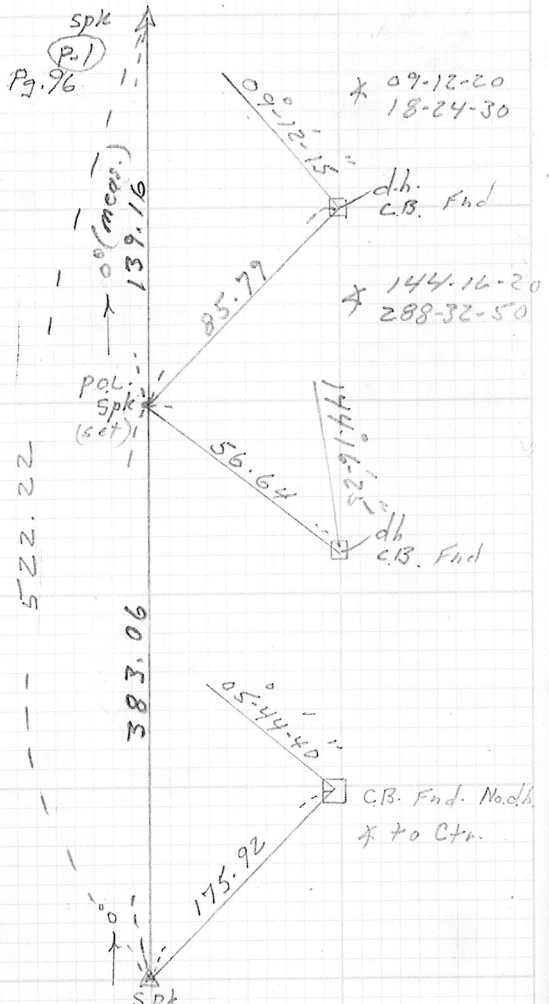 spk
P.1
Pg. 96
09°-12'-15"
∡ 09-12-20
18-24-30
d.h.
C.B. Fnd
0° (meas.)
139.16
85.79
∡ 144-16-20
288-32-50
P.O.L.
Spk
(set)
56.64
144°-16'-25"
dh
C.B. Fnd
522.22
383.06
05°-44'-40"
C.B. Fnd. No.dh.
∡ to Ctr.
175.92
0°
Spk